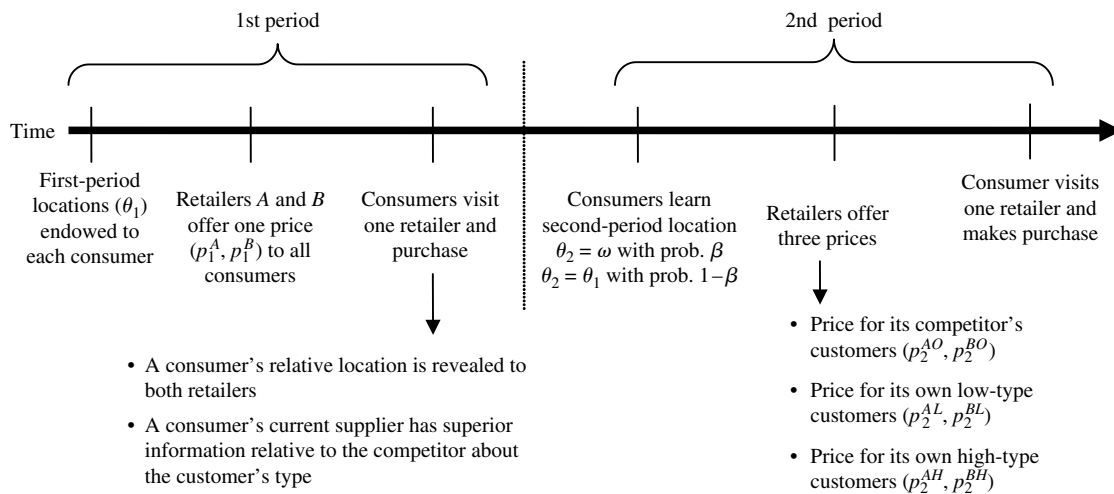 1st period
2nd period
Time
First-period
locations (θ₁)
endowed to
each consumer
Retailers A and B
offer one price
(p₁ᴬ, p₁ᴮ) to all
consumers
Consumers visit
one retailer and
purchase
Consumers learn
second-period location
θ₂ = ω with prob. β
θ₂ = θ₁ with prob. 1–β
Retailers offer
three prices
Consumer visits
one retailer and
makes purchase
• A consumer's relative location is revealed to
both retailers
• A consumer's current supplier has superior
information relative to the competitor about
the customer's type
• Price for its competitor's
customers (p₂ᴬᴼ, p₂ᴮᴼ)
• Price for its own low-type
customers (p₂ᴬᴸ, p₂ᴮᴸ)
• Price for its own high-type
customers (p₂ᴬᴴ, p₂ᴮᴴ)